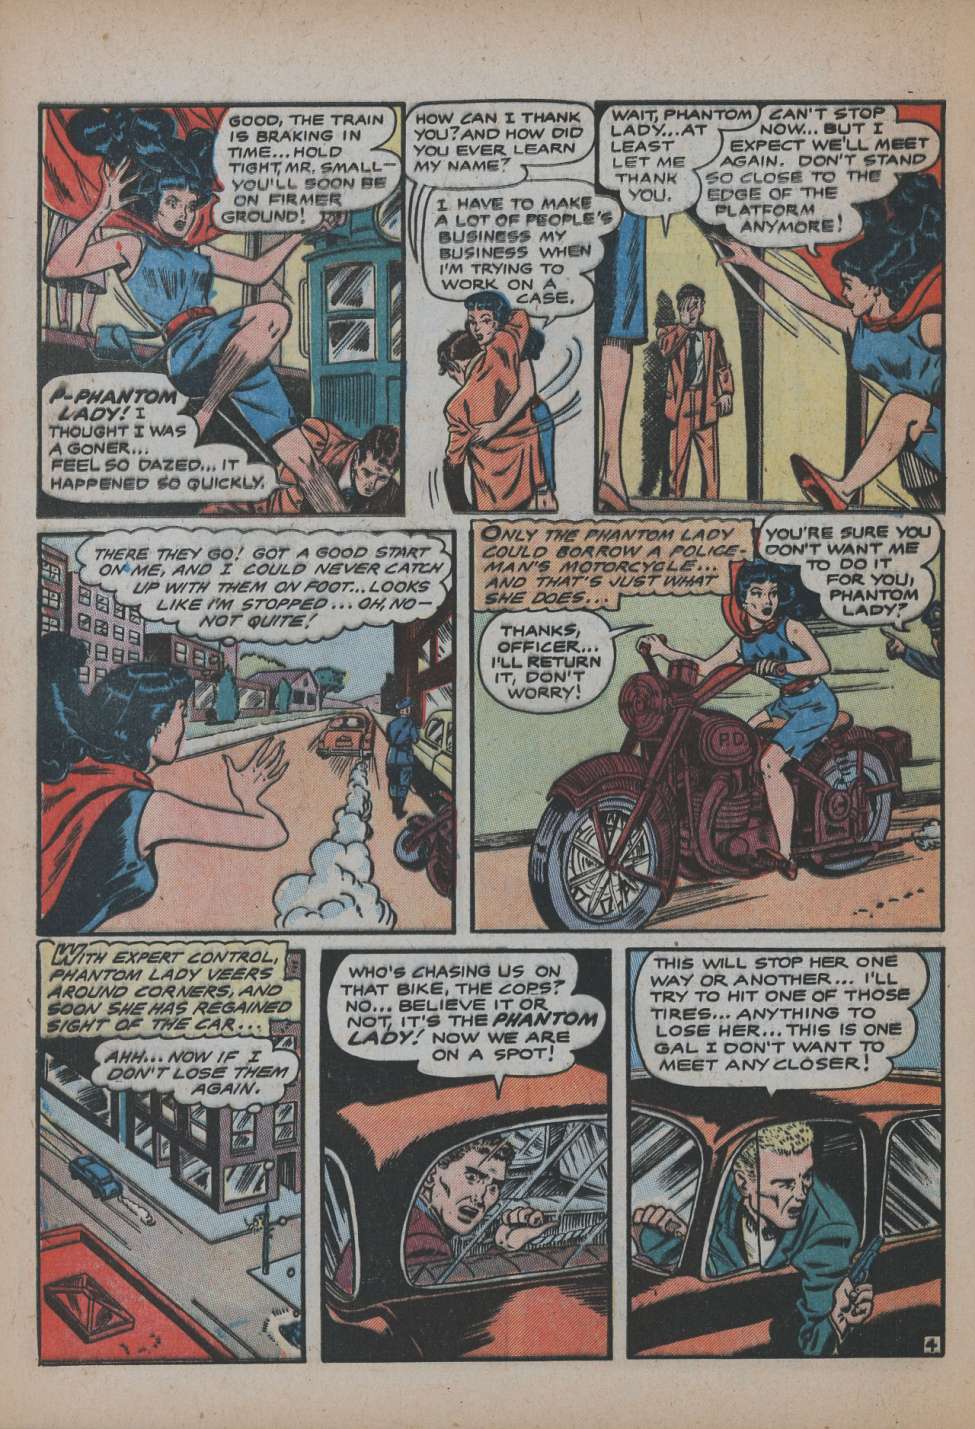 GOOD, THE TRAIN
IS BRAKING IN
TIME... HOLD
TIGHT, MR. SMALL—
YOU'LL SOON BE
ON FIRMER
GROUND!
P-PHANTOM
LADY! I
THOUGHT I WAS
A GONER...
FEEL SO DAZED... IT
HAPPENED SO QUICKLY.
HOW CAN I THANK
YOU? AND HOW DID
YOU EVER LEARN
MY NAME?
I HAVE TO MAKE
A LOT OF PEOPLE'S
BUSINESS MY
BUSINESS WHEN
I'M TRYING TO
WORK ON A
CASE.
WAIT, PHANTOM
LADY... AT
LEAST
LET ME
THANK
YOU.
CAN'T STOP
NOW... BUT I
EXPECT WE'LL MEET
AGAIN. DON'T STAND
SO CLOSE TO THE
EDGE OF THE
PLATFORM
ANYMORE!
THERE THEY GO! GOT A GOOD START
ON ME, AND I COULD NEVER CATCH
UP WITH THEM ON FOOT... LOOKS
LIKE I'M STOPPED... OH, NO—
NOT QUITE!
ONLY THE PHANTOM LADY
COULD BORROW A POLICE-
MAN'S MOTORCYCLE...
AND THAT'S JUST WHAT
SHE DOES...
THANKS,
OFFICER...
I'LL RETURN
IT, DON'T
WORRY!
YOU'RE SURE YOU
DON'T WANT ME
TO DO IT
FOR YOU,
PHANTOM
LADY?
P.D.
WITH EXPERT CONTROL,
PHANTOM LADY VEERS
AROUND CORNERS, AND
SOON SHE HAS REGAINED
SIGHT OF THE CAR...
AHH... NOW IF I
DON'T LOSE THEM
AGAIN.
WHO'S CHASING US ON
THAT BIKE, THE COPS?
NO... BELIEVE IT OR
NOT, IT'S THE PHANTOM
LADY! NOW WE ARE
ON A SPOT!
THIS WILL STOP HER ONE
WAY OR ANOTHER... I'LL
TRY TO HIT ONE OF THOSE
TIRES... ANYTHING TO
LOSE HER... THIS IS ONE
GAL I DON'T WANT TO
MEET ANY CLOSER!
4